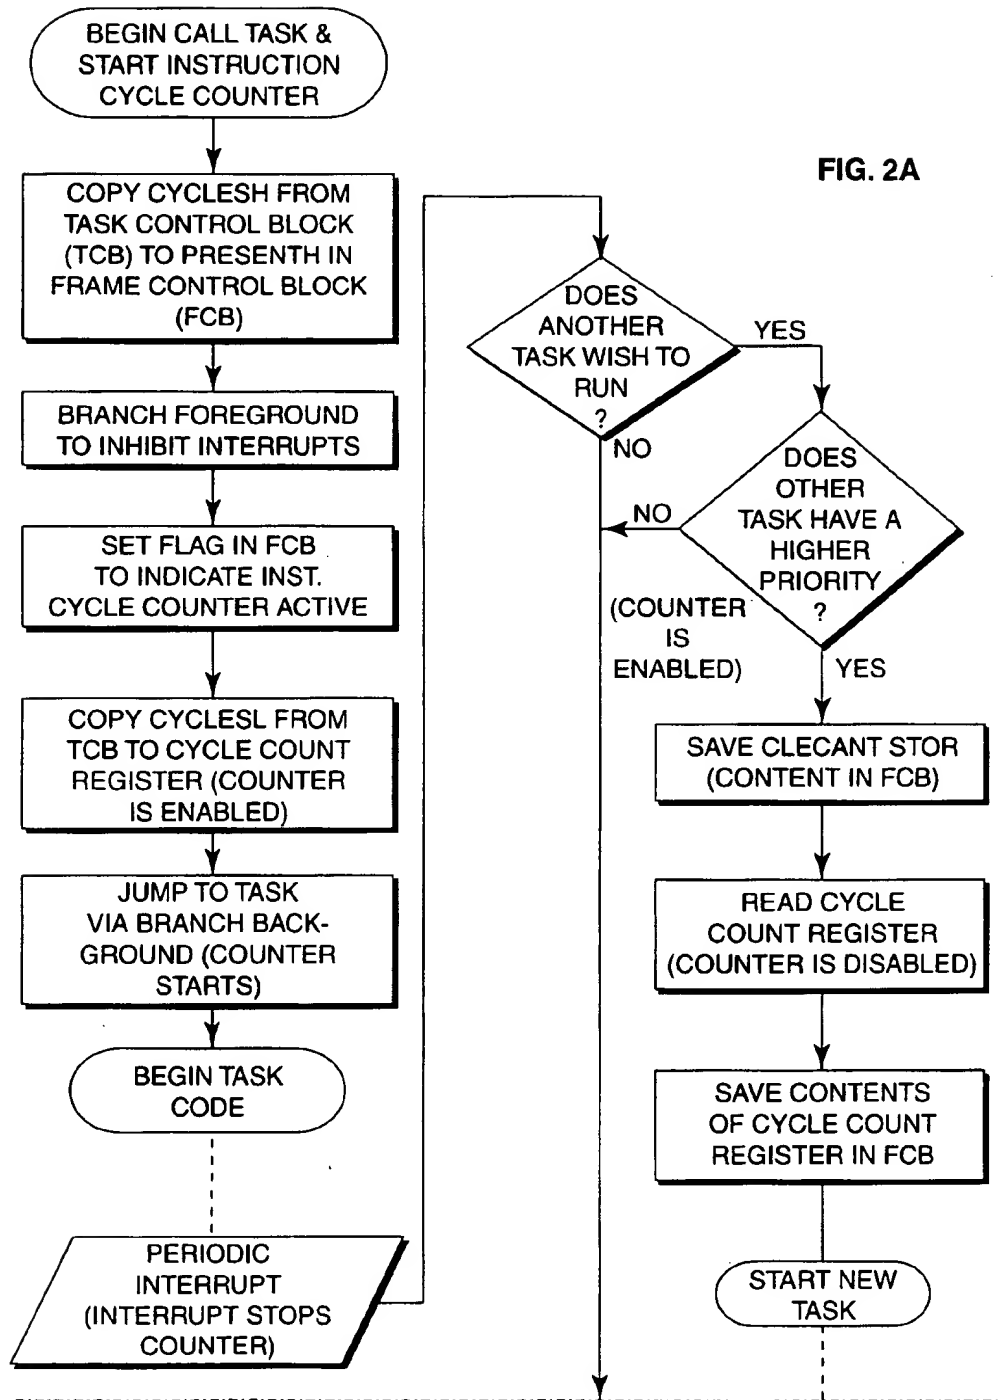 BEGIN CALL TASK &
START INSTRUCTION
CYCLE COUNTER
COPY CYCLESH FROM
TASK CONTROL BLOCK
(TCB) TO PRESENTH IN
FRAME CONTROL BLOCK
(FCB)
BRANCH FOREGROUND
TO INHIBIT INTERRUPTS
SET FLAG IN FCB
TO INDICATE INST.
CYCLE COUNTER ACTIVE
COPY CYCLESL FROM
TCB TO CYCLE COUNT
REGISTER (COUNTER
IS ENABLED)
JUMP TO TASK
VIA BRANCH BACK-
GROUND (COUNTER
STARTS)
BEGIN TASK
CODE
PERIODIC
INTERRUPT
(INTERRUPT STOPS
COUNTER)
FIG. 2A
DOES
ANOTHER
TASK WISH TO
RUN
?
YES
NO
DOES
OTHER
TASK HAVE A
HIGHER
PRIORITY
?
NO
(COUNTER
IS
ENABLED)
YES
SAVE CLECANT STOR
(CONTENT IN FCB)
READ CYCLE
COUNT REGISTER
(COUNTER IS DISABLED)
SAVE CONTENTS
OF CYCLE COUNT
REGISTER IN FCB
START NEW
TASK